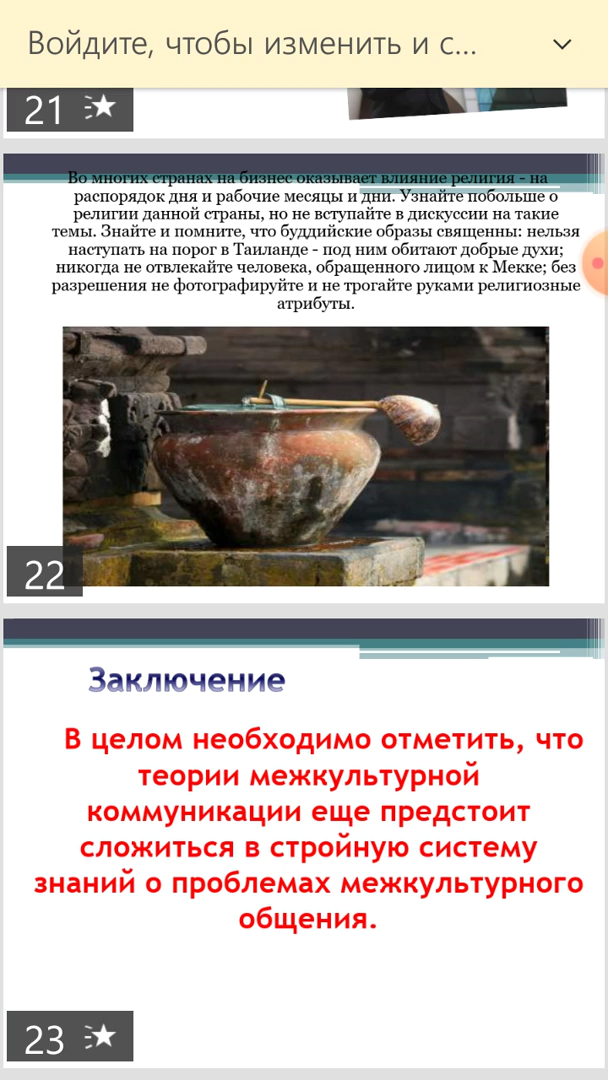 Войдите, чтобы изменить и с...
21
Во многих странах на бизнес оказывает влияние религия - на
распорядок дня и рабочие месяцы и дни. Узнайте побольше о
религии данной страны, но не вступайте в дискуссии на такие
темы. Знайте и помните, что буддийские образы священны: нельзя
наступать на порог в Таиланде - под ним обитают добрые духи;
никогда не отвлекайте человека, обращенного лицом к Мекке; без
разрешения не фотографируйте и не трогайте руками религиозные
атрибуты.
22
Заключение
В целом необходимо отметить, что
теории межкультурной
коммуникации еще предстоит
сложиться в стройную систему
знаний о проблемах межкультурного
общения.
23